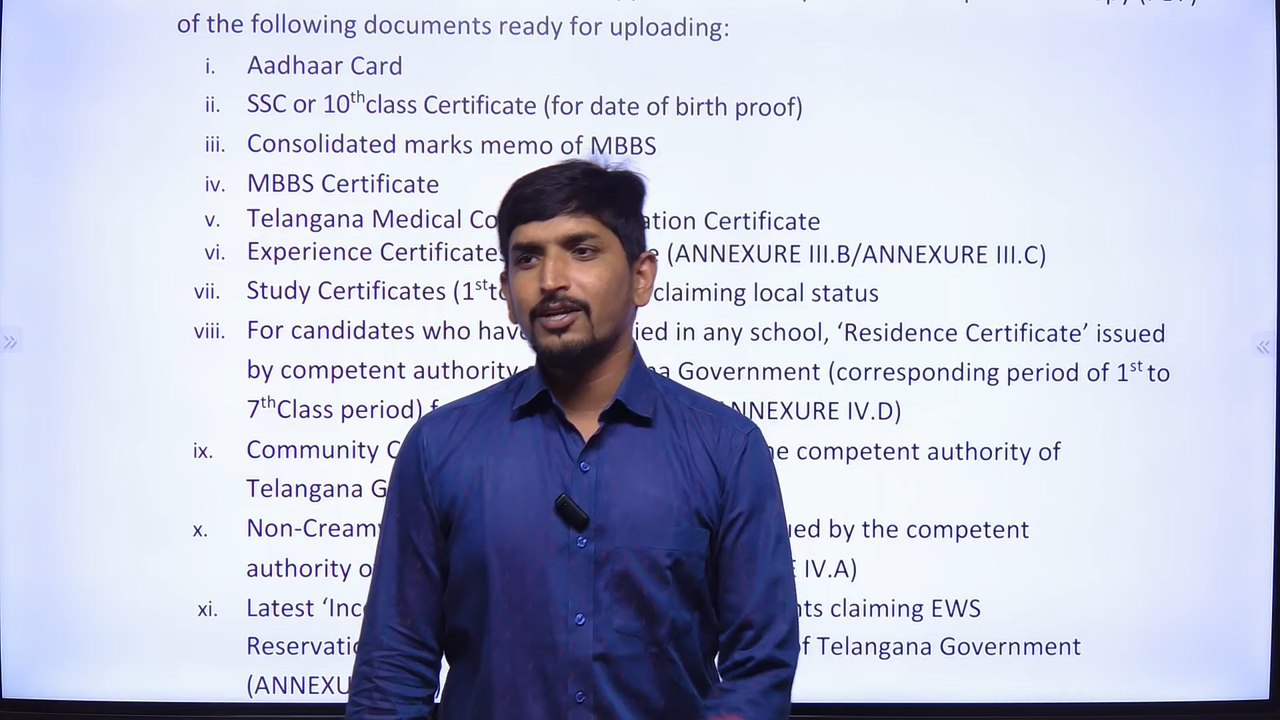 of the following documents ready for uploading:
i. Aadhaar Card
ii. SSC or 10thclass Certificate (for date of birth proof)
iii. Consolidated marks memo of MBBS
iv. MBBS Certificate
v. Telangana Medical Co ation Certificate
vi. Experience Certificates (ANNEXURE III.B/ANNEXURE III.C)
vii. Study Certificates (1st to claiming local status
viii. For candidates who have ied in any school, ‘Residence Certificate’ issued
by competent authority Government (corresponding period of 1st to
7thClass period) ANNEXURE IV.D)
ix. Community C he competent authority of
Telangana G
x. Non-Creamy ued by the competent
authority o IV.A)
xi. Latest ‘Inc nts claiming EWS
Reservati of Telangana Government
(ANNEXU